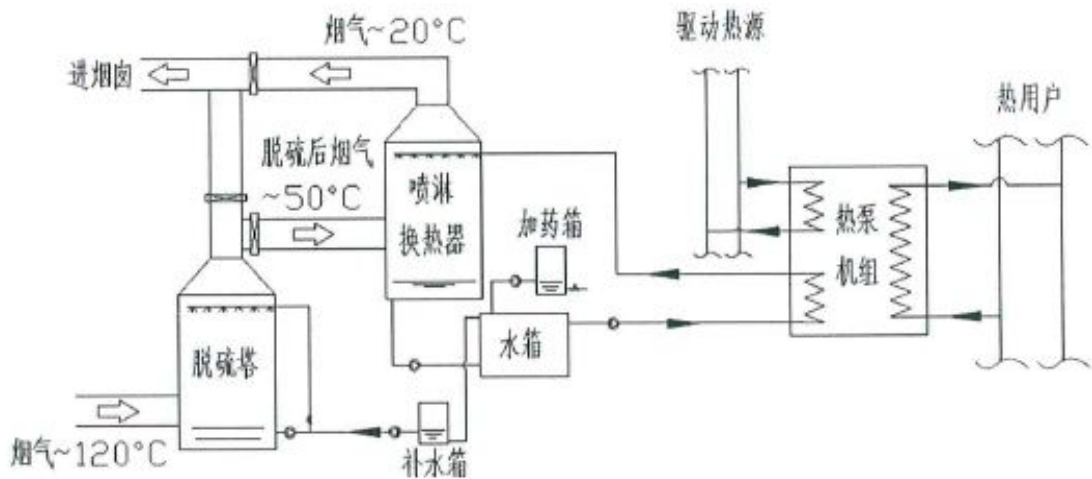 烟气~20°C
驱动热源
进烟囱
热用户
脱硫后烟气
~50°C
喷淋
换热器
加药箱
热泵
机组
水箱
脱硫塔
烟气~120°C
补水箱